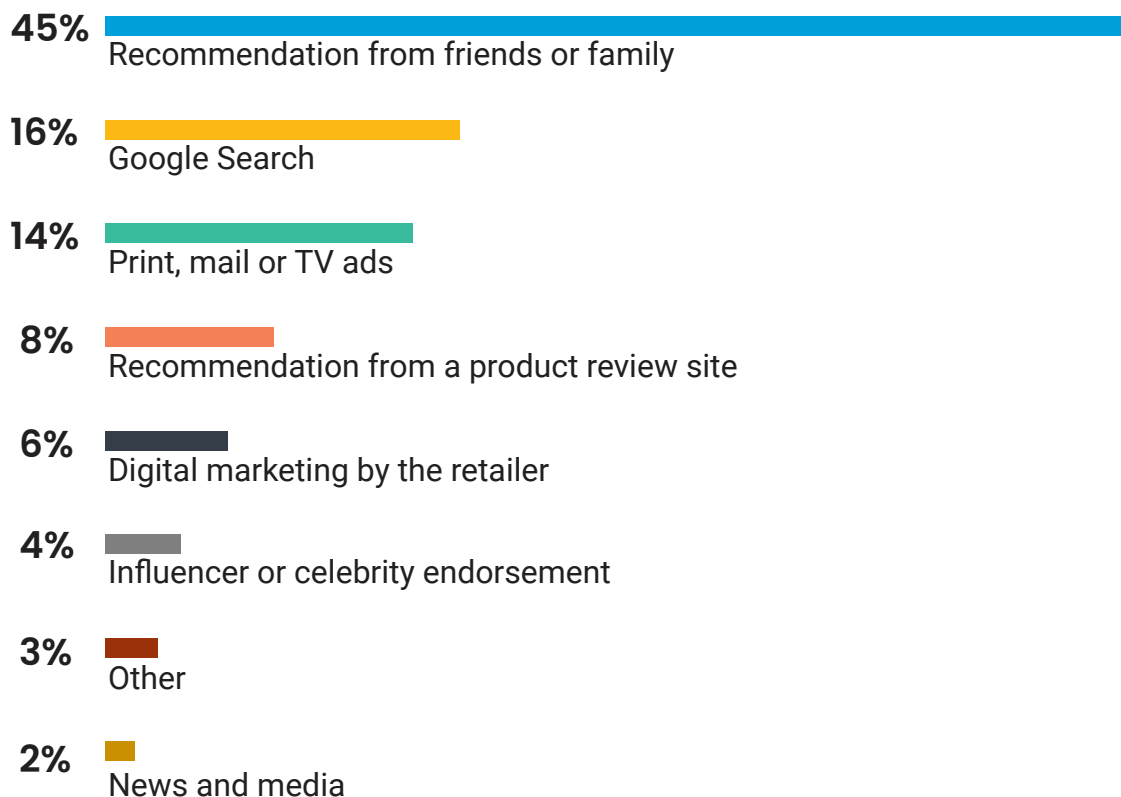 45%
Recommendation from friends or family
16%
Google Search
14%
Print, mail or TV ads
8%
Recommendation from a product review site
6%
Digital marketing by the retailer
4%
Influencer or celebrity endorsement
3%
Other
2%
News and media